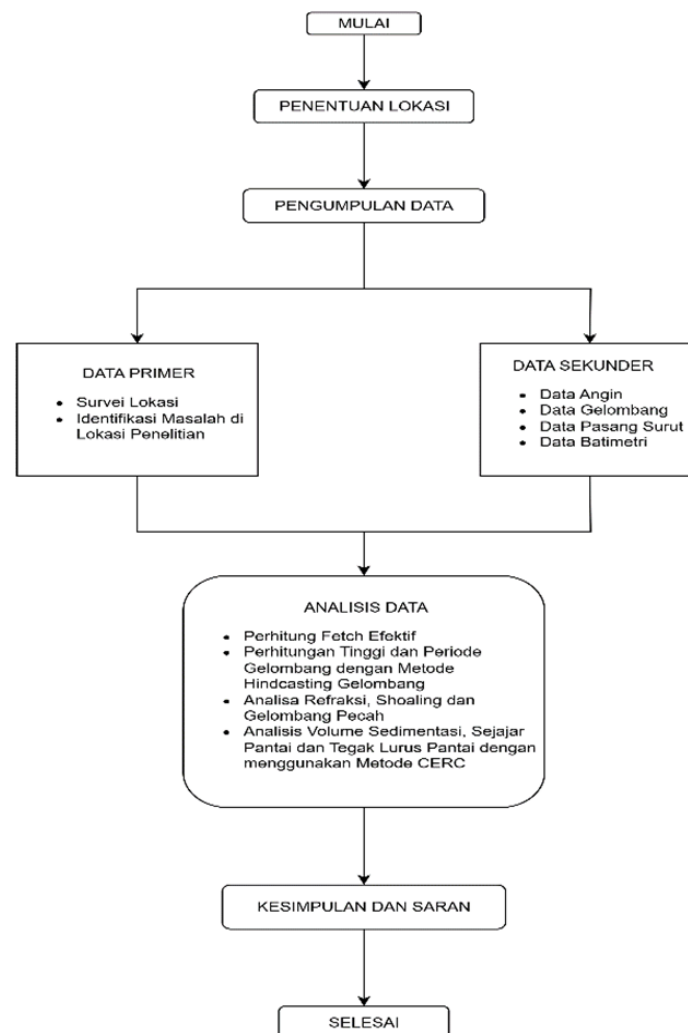 MULAI
PENENTUAN LOKASI
PENGUMPULAN DATA
DATA PRIMER
• Survei Lokasi
• Identifikasi Masalah di
Lokasi Penelitian
DATA SEKUNDER
• Data Angin
• Data Gelombang
• Data Pasang Surut
• Data Batimetri
ANALISIS DATA
• Perhitung Fetch Efektif
• Perhitungan Tinggi dan Periode
Gelombang dengan Metode
Hindcasting Gelombang
• Analisa Refraksi, Shoaling dan
Gelombang Pecah
• Analisis Volume Sedimentasi, Sejajar
Pantai dan Tegak Lurus Pantai dengan
menggunakan Metode CERC
KESIMPULAN DAN SARAN
SELESAI